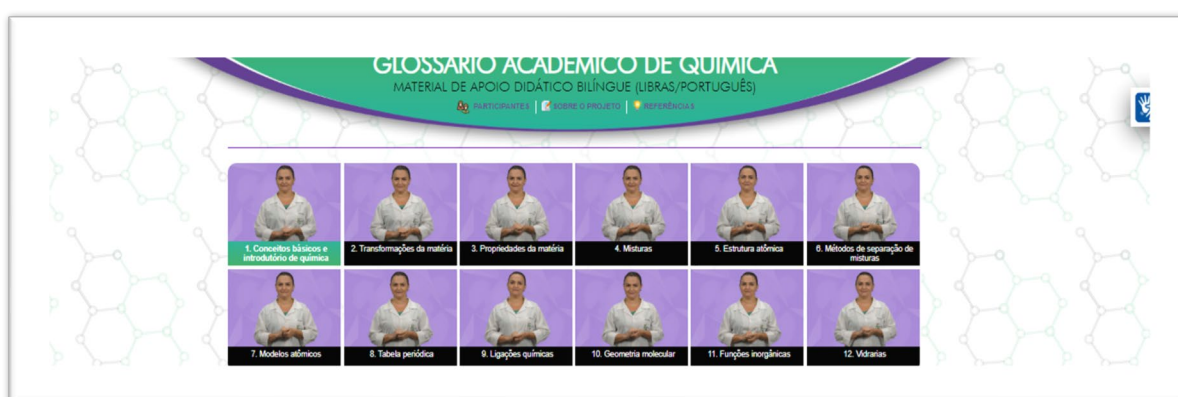 GLOSSÁRIO ACADÊMICO DE QUÍMICA
MATERIAL DE APOIO DIDÁTICO BILÍNGUE (LIBRAS/PORTUGUÊS)
PARTICIPANTES | SOBRE O PROJETO | REFERÊNCIAS
1. Conceitos básicos e
introdutório de química
2. Transformações da matéria
3. Propriedades da matéria
4. Misturas
5. Estrutura atômica
6. Métodos de separação de
misturas
7. Modelos atômicos
8. Tabela periódica
9. Ligações químicas
10. Geometria molecular
11. Funções inorgânicas
12. Vidrarias